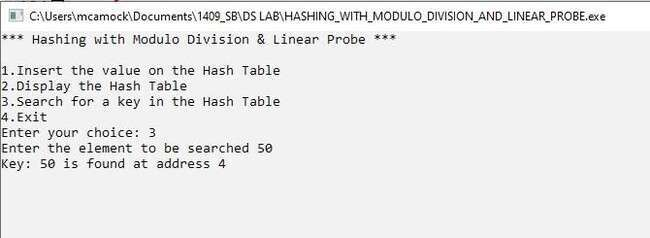 C:\Users\mcamock\Documents\1409_SB\DS LAB\HASHING_WITH_MODULO_DIVISION_AND_LINEAR_PROBE.exe
*** Hashing with Modulo Division & Linear Probe ***
1.Insert the value on the Hash Table
2.Display the Hash Table
3.Search for a key in the Hash Table
4.Exit
Enter your choice: 3
Enter the element to be searched 50
Key: 50 is found at address 4